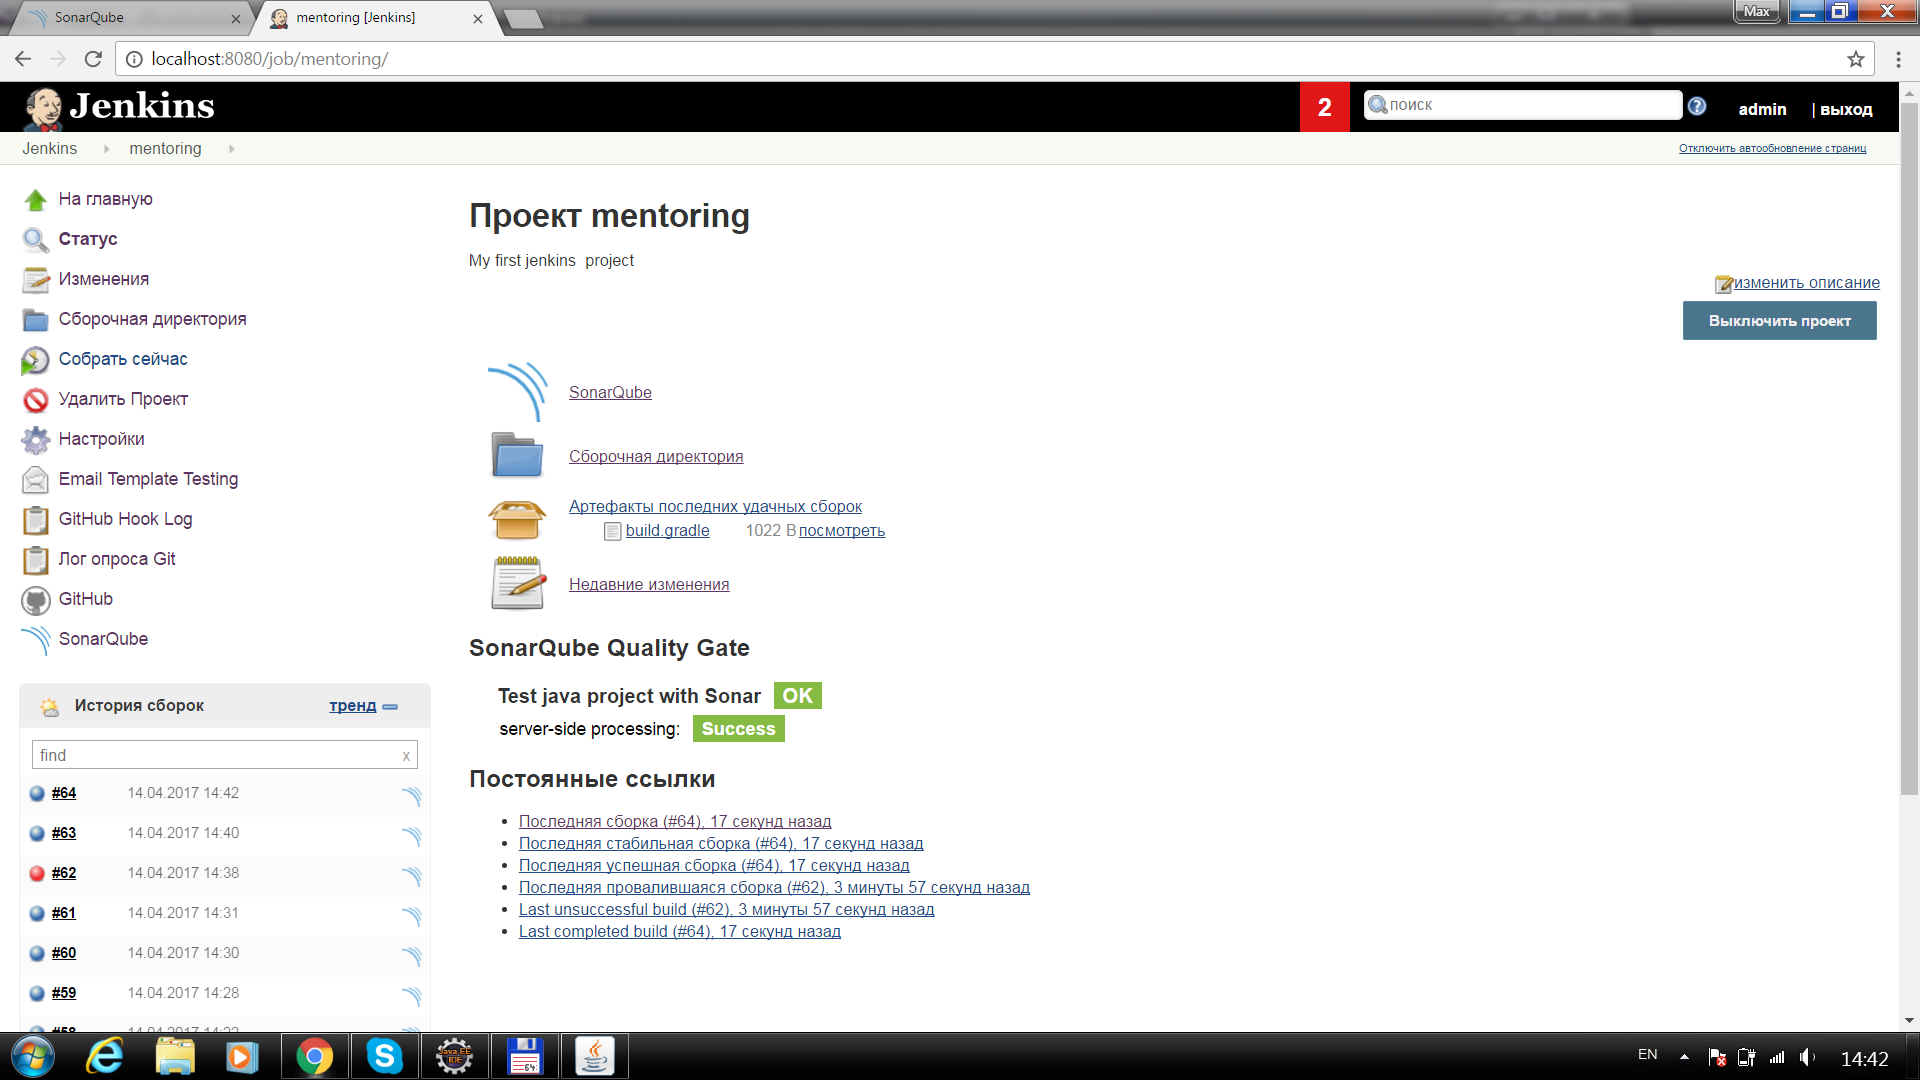 SonarQube
mentoring [Jenkins]
Max
localhost:8080/job/mentoring/
Jenkins
2
поиск
admin
| выход
Jenkins
mentoring
Отключить автообновление страниц
На главную
Статус
Изменения
Сборочная директория
Собрать сейчас
Удалить Проект
Настройки
Email Template Testing
GitHub Hook Log
Лог опроса Git
GitHub
SonarQube
История сборок
тренд
find
x
#64 14.04.2017 14:42
#63 14.04.2017 14:40
#62 14.04.2017 14:38
#61 14.04.2017 14:31
#60 14.04.2017 14:30
#59 14.04.2017 14:28
#58
Проект mentoring
My first jenkins project
изменить описание
Выключить проект
SonarQube
Сборочная директория
Артефакты последних удачных сборок
build.gradle 1022 B посмотреть
Недавние изменения
SonarQube Quality Gate
Test java project with Sonar OK
server-side processing: Success
Постоянные ссылки
Последняя сборка (#64), 17 секунд назад
Последняя стабильная сборка (#64), 17 секунд назад
Последняя успешная сборка (#64), 17 секунд назад
Последняя провалившаяся сборка (#62), 3 минуты 57 секунд назад
Last unsuccessful build (#62), 3 минуты 57 секунд назад
Last completed build (#64), 17 секунд назад
Java EE
IDE
64
EN
14:42